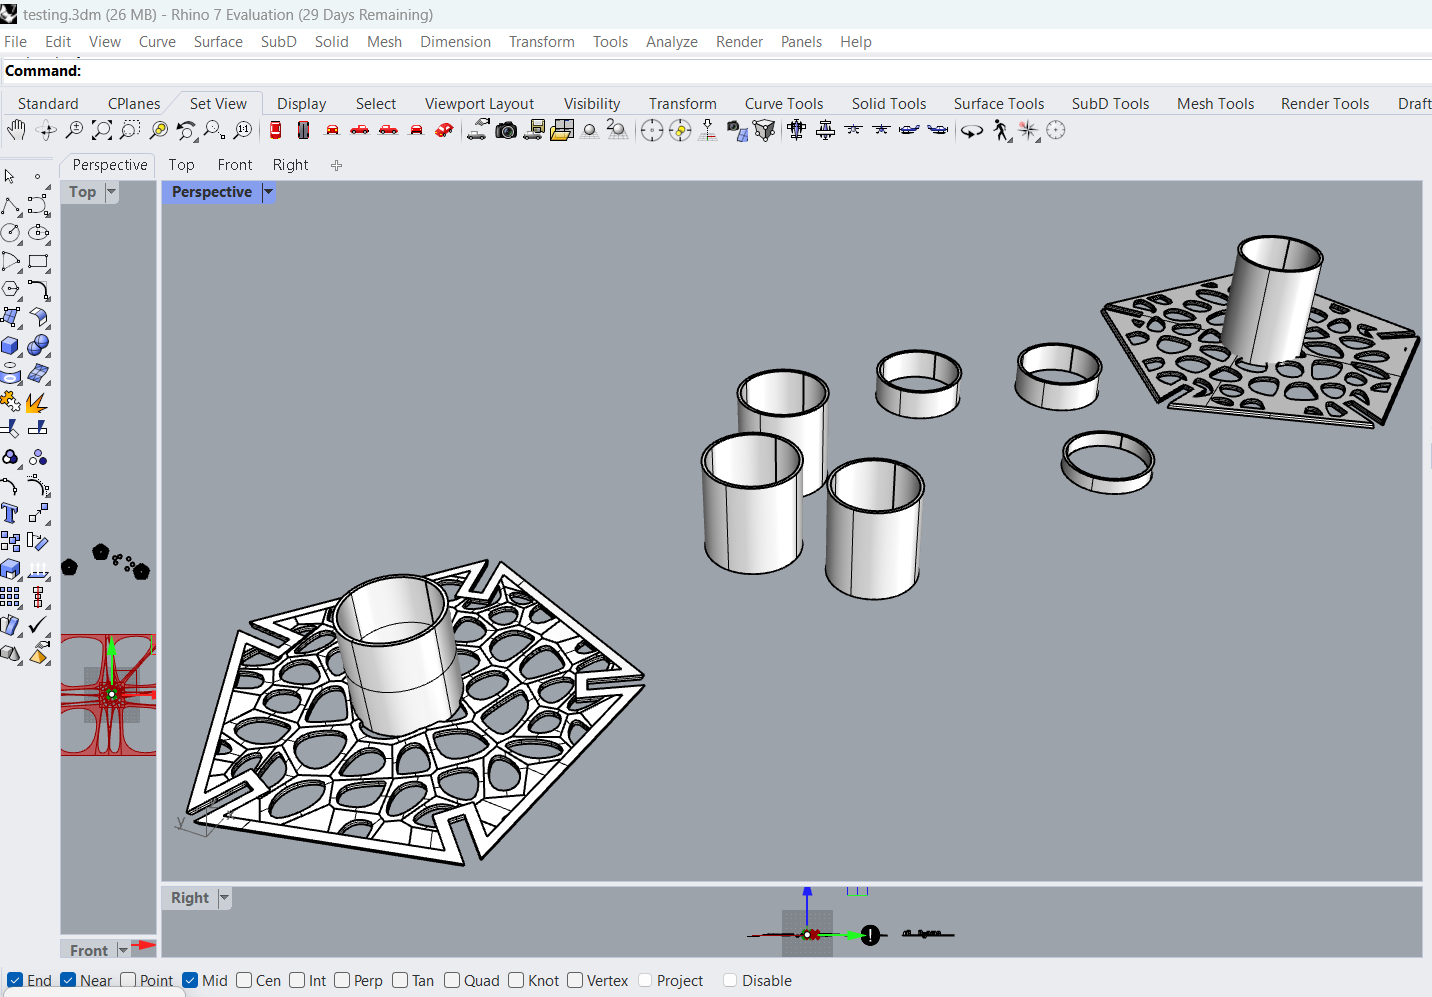 testing.3dm (26 MB) - Rhino 7 Evaluation (29 Days Remaining)
File Edit View Curve Surface SubD Solid Mesh Dimension Transform Tools Analyze Render Panels Help
Command:
Standard CPlanes Set View Display Select Viewport Layout Visibility Transform Curve Tools Solid Tools Surface Tools SubD Tools Mesh Tools Render Tools Draft
2 1:1
Perspective Top Front Right
Top Perspective
y x
Right
Front
End Near Point Mid Cen Int Perp Tan Quad Knot Vertex Project Disable